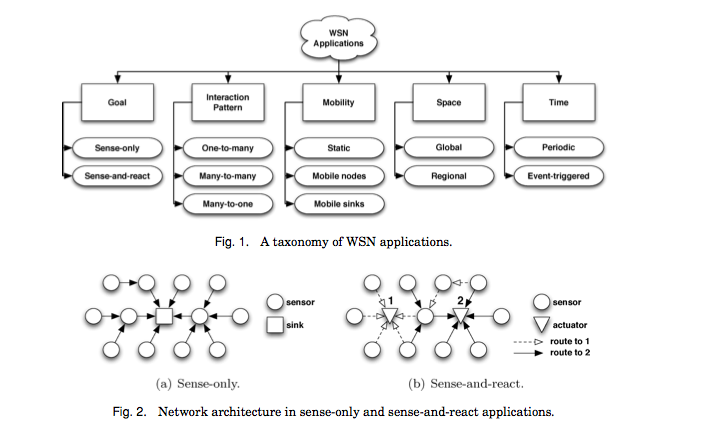 WSN
Applications
Goal
Interaction
Pattern
Mobility
Space
Time
Sense-only
One-to-many
Static
Global
Periodic
Sense-and-react
Many-to-many
Mobile nodes
Regional
Event-triggered
Many-to-one
Mobile sinks
Fig. 1. A taxonomy of WSN applications.
sensor
sink
1
2
sensor
actuator
route to 1
route to 2
(a) Sense-only.
(b) Sense-and-react.
Fig. 2. Network architecture in sense-only and sense-and-react applications.